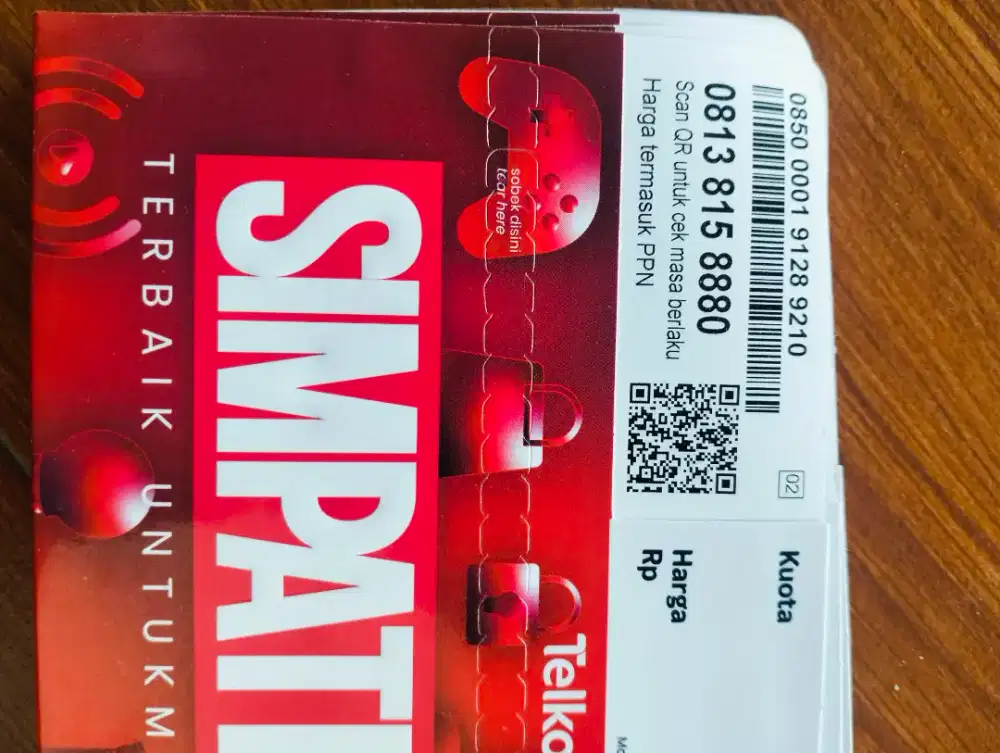 0850 0001 9128 9210
0813 815 8880
Scan QR untuk cek masa berlaku
Harga termasuk PPN
02
Kuota
Harga
Rp
sobek disini
tear here
Telko
SIMPATI
TERBAIK UNTUK M